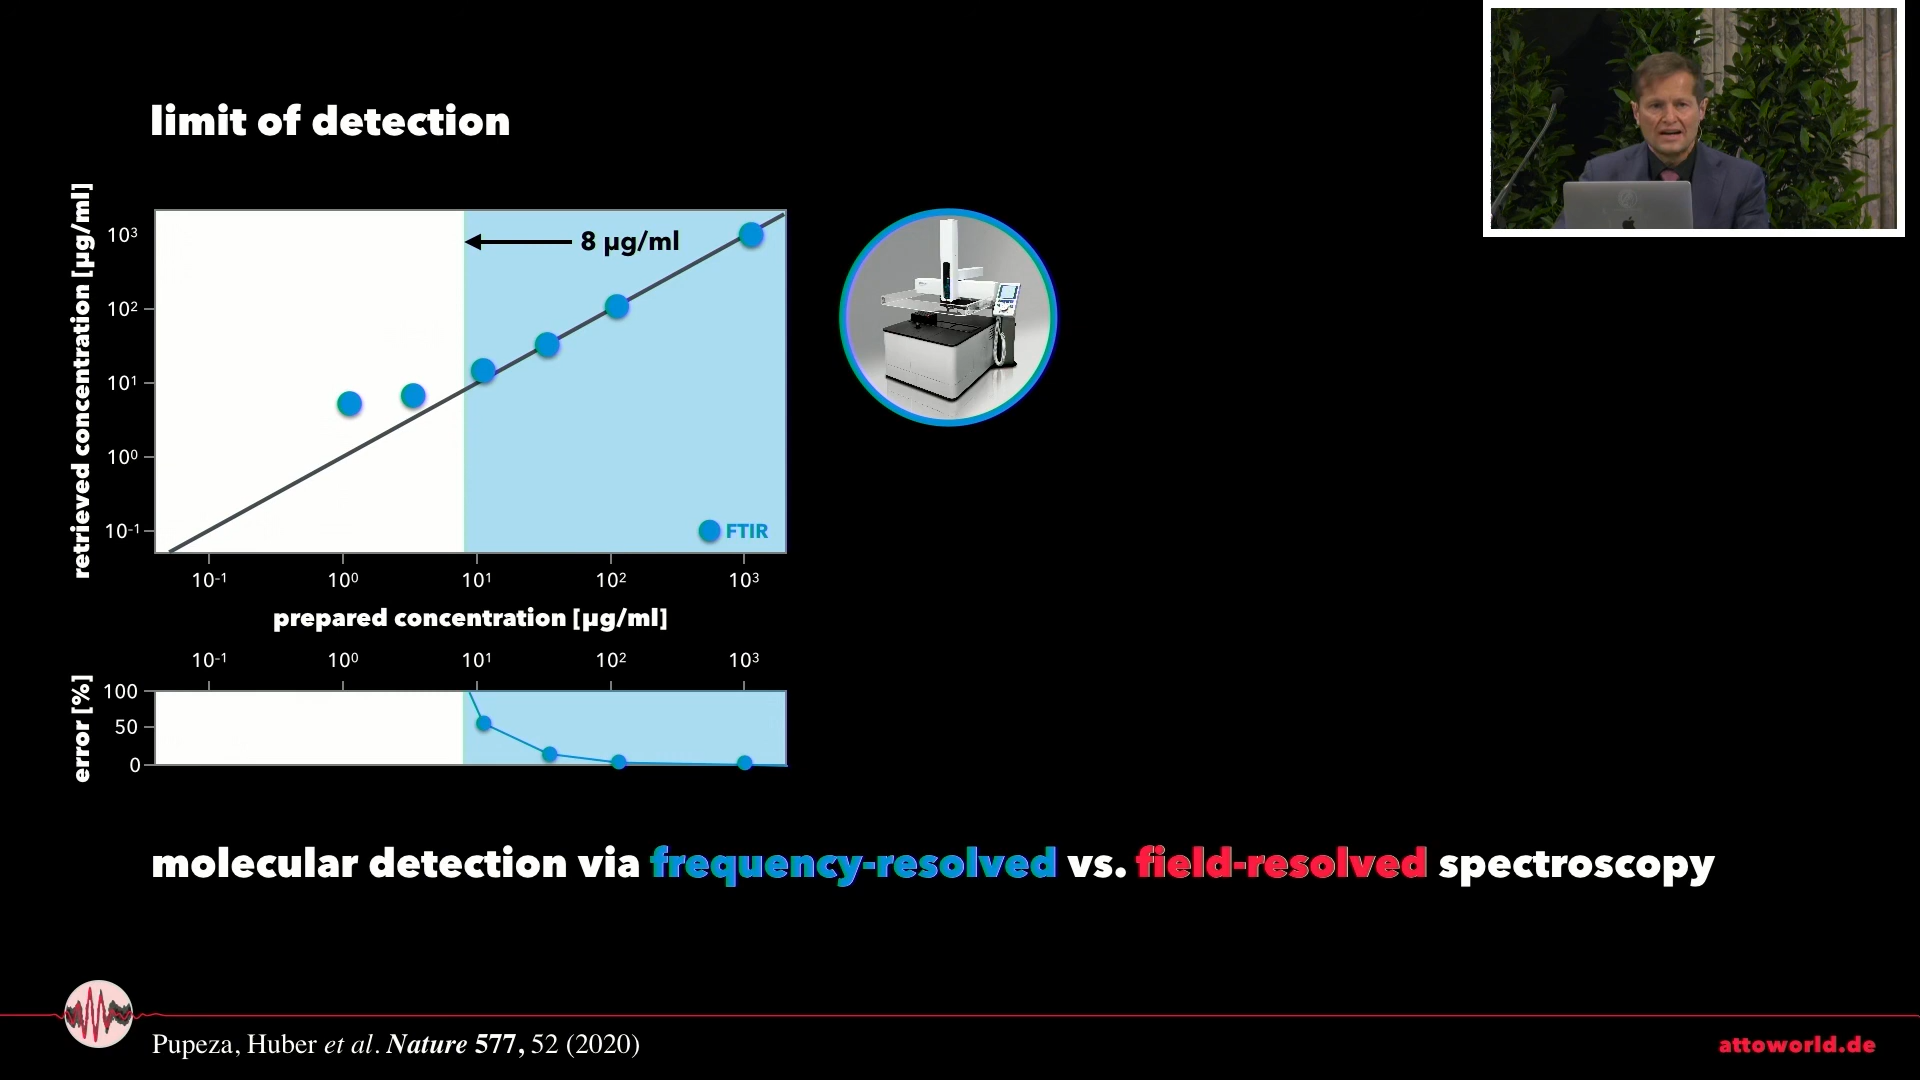 limit of detection
retrieved concentration [µg/ml]
10³
10²
10¹
10⁰
10⁻¹
8 µg/ml
FTIR
10⁻¹ 10⁰ 10¹ 10² 10³
prepared concentration [µg/ml]
10⁻¹ 10⁰ 10¹ 10² 10³
error [%]
100
50
0
molecular detection via frequency-resolved vs. field-resolved spectroscopy
Pupeza, Huber et al. Nature 577, 52 (2020)
attoworld.de